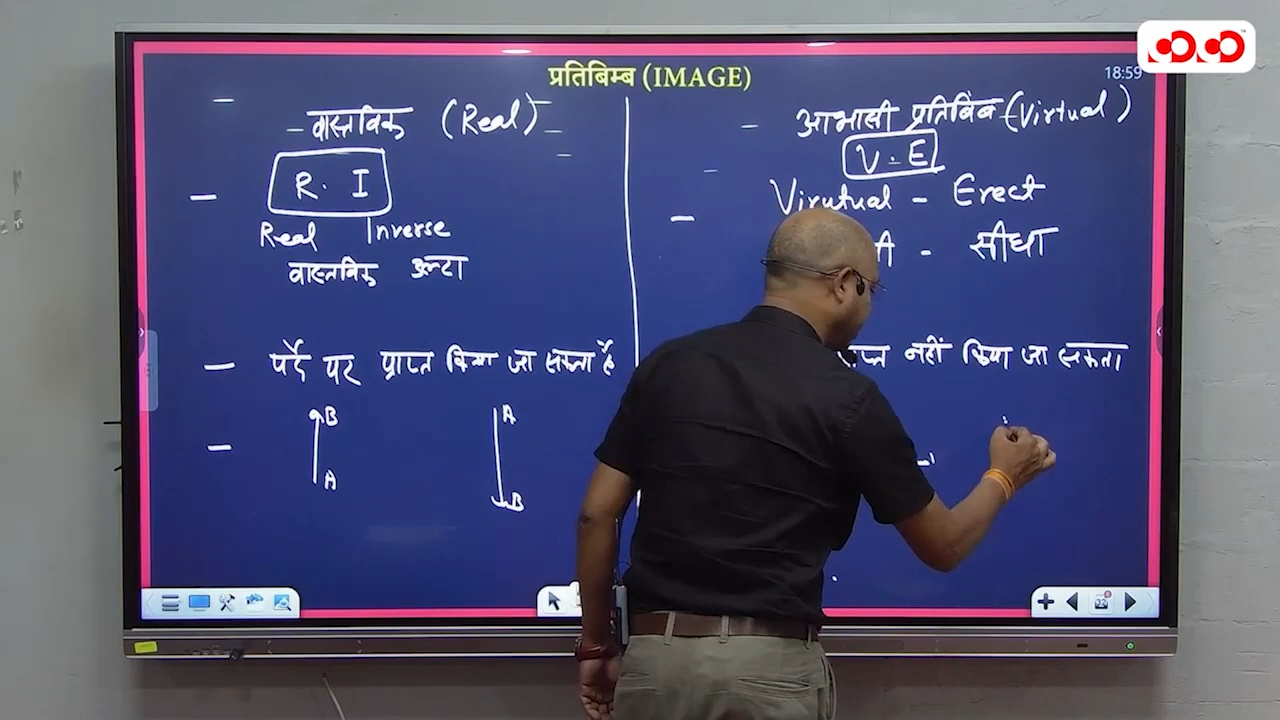 प्रतिबिम्ब (IMAGE)
18:59
- वास्तविक (Real) -
R. I
Real Inverse
वास्तविक उल्टा
- पर्दे पर प्राप्त किया जा सकता है
B
A
A
B
- आभासी प्रतिबिंब - (Virtual)
V - E
Virutual - Erect
- सीधा
नहीं किया जा सकता।
32